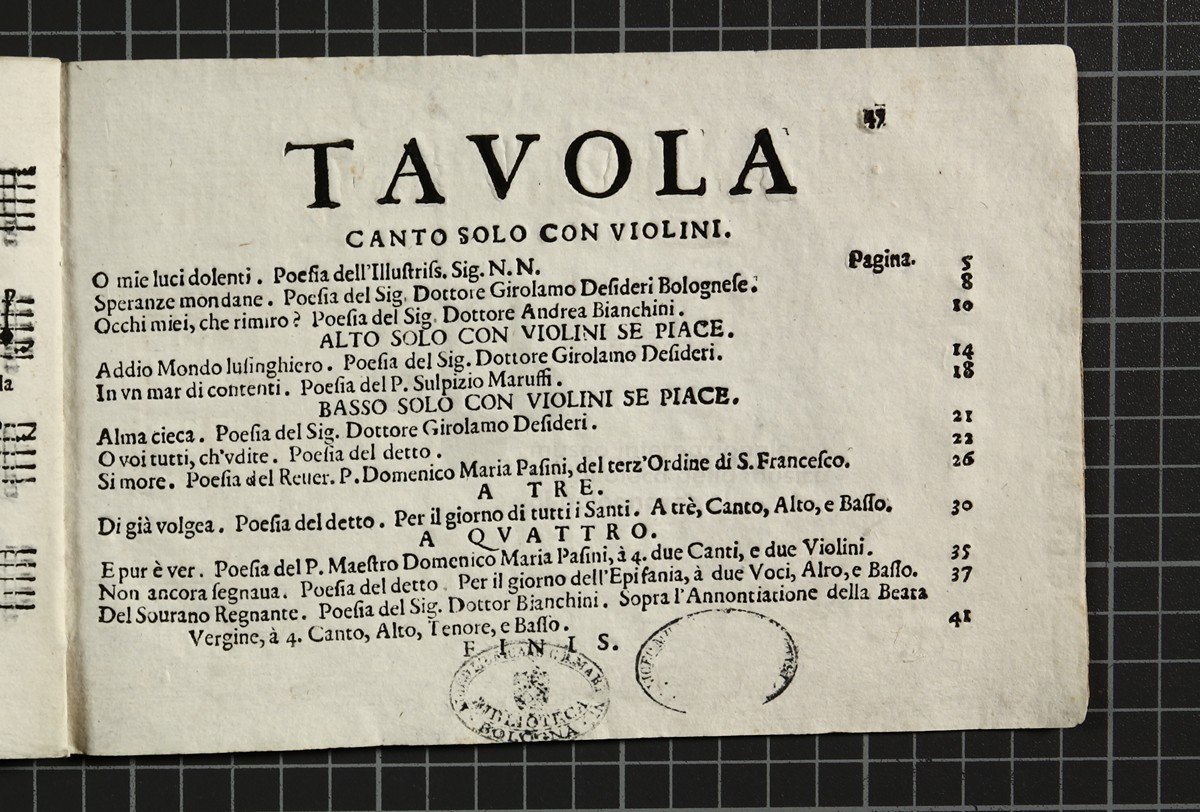 47
TAVOLA
CANTO SOLO CON VIOLINI.
Pagina.
O mie luci dolenti. Poeſia dell'Illuſtriſs. Sig. N. N. 5
Speranze mondane. Poeſia del Sig. Dottore Girolamo Deſideri Bologneſe. 8
Occhi miei, che rimiro? Poeſia del Sig. Dottore Andrea Bianchini. 10
ALTO SOLO CON VIOLINI SE PIACE.
Addio Mondo luſinghiero. Poeſia del Sig. Dottore Girolamo Deſideri. 14
In vn mar di contenti. Poeſia del P. Sulpizio Maruffi. 18
BASSO SOLO CON VIOLINI SE PIACE.
Alma cieca. Poeſia del Sig. Dottore Girolamo Deſideri. 21
O voi tutti, ch'vdite. Poeſia del detto. 22
Si more. Poeſia del Reuer. P. Domenico Maria Paſini, del terz'Ordine di S. Franceſco. 26
A TRE.
Di già volgea. Poeſia del detto. Per il giorno di tutti i Santi. A trè, Canto, Alto, e Baſſo. 30
A QVATTRO.
E pur è ver. Poeſia del P. Maeſtro Domenico Maria Paſini, à 4. due Canti, e due Violini. 35
Non ancora ſegnaua. Poeſia del detto. Per il giorno dell'Epifania, à due Voci, Alro, e Baſſo. 37
Del Sourano Regnante. Poeſia del Sig. Dottor Bianchini. Sopra l'Annontiatione della Beata
Vergine, à 4. Canto, Alto, Tenore, e Baſſo. 41
FINIS.
BIBLIOTECA
BOLOGNA
la